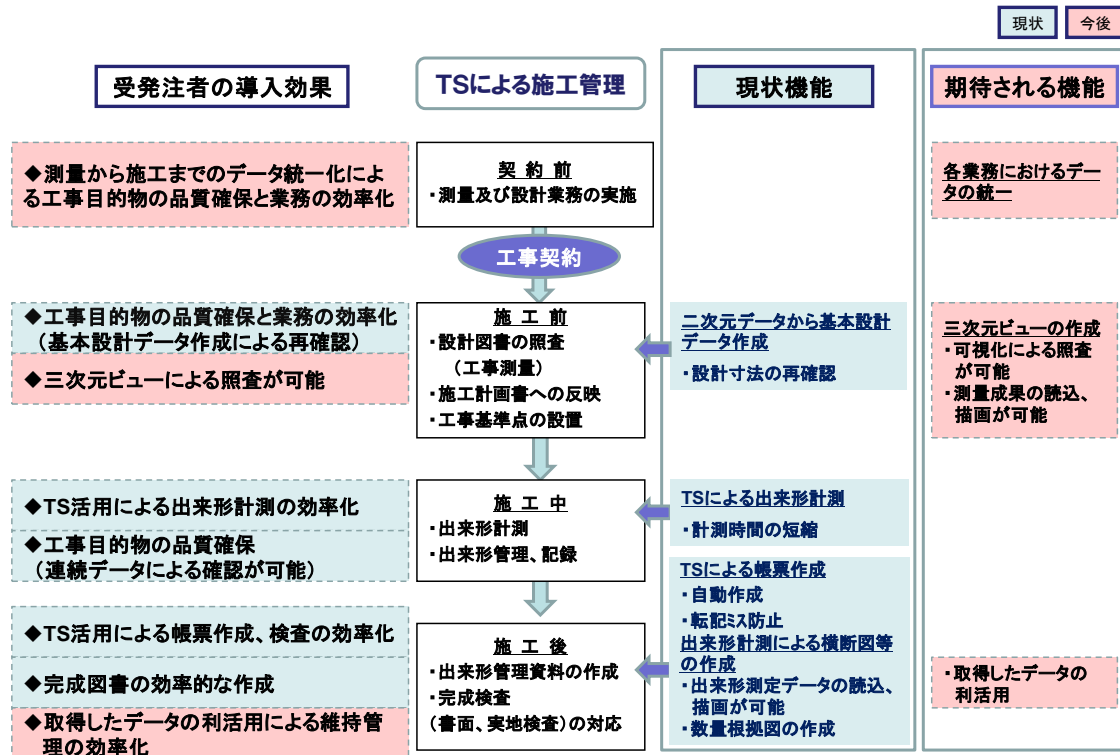 現状
今後
受発注者の導入効果
TSによる施工管理
現状機能
期待される機能
◆測量から施工までのデータ統一化によ
る工事目的物の品質確保と業務の効率化
契 約 前
・測量及び設計業務の実施
各業務におけるデー
タの統一
工事契約
◆工事目的物の品質確保と業務の効率化
（基本設計データ作成による再確認）
◆三次元ビューによる照査が可能
施 工 前
・設計図書の照査
（工事測量）
・施工計画書への反映
・工事基準点の設置
二次元データから基本設計
データ作成
・設計寸法の再確認
三次元ビューの作成
・可視化による照査
が可能
・測量成果の読込、
描画が可能
◆TS活用による出来形計測の効率化
◆工事目的物の品質確保
（連続データによる確認が可能）
施 工 中
・出来形計測
・出来形管理、記録
TSによる出来形計測
・計測時間の短縮
◆TS活用による帳票作成、検査の効率化
◆完成図書の効率的な作成
◆取得したデータの利活用による維持管
理の効率化
施 工 後
・出来形管理資料の作成
・完成検査
（書面、実地検査）の対応
TSによる帳票作成
・自動作成
・転記ミス防止
出来形計測による横断図等
の作成
・出来形測定データの読込、
描画が可能
・数量根拠図の作成
・取得したデータの
利活用